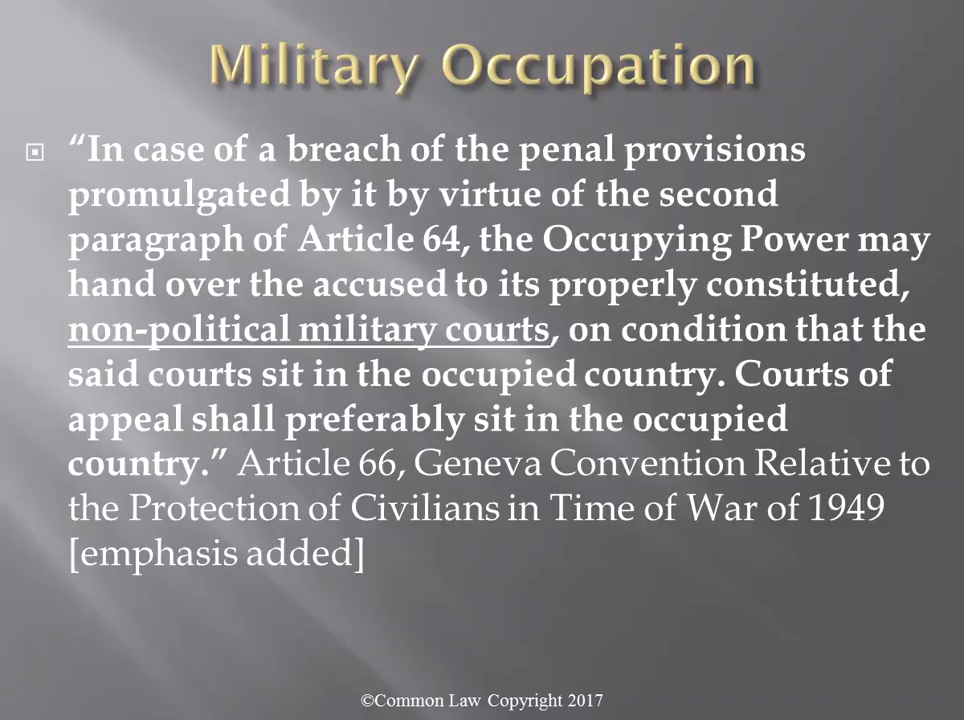 Military Occupation
“In case of a breach of the penal provisions
promulgated by it by virtue of the second
paragraph of Article 64, the Occupying Power may
hand over the accused to its properly constituted,
non-political military courts, on condition that the
said courts sit in the occupied country. Courts of
appeal shall preferably sit in the occupied
country.” Article 66, Geneva Convention Relative to
the Protection of Civilians in Time of War of 1949
[emphasis added]
©Common Law Copyright 2017